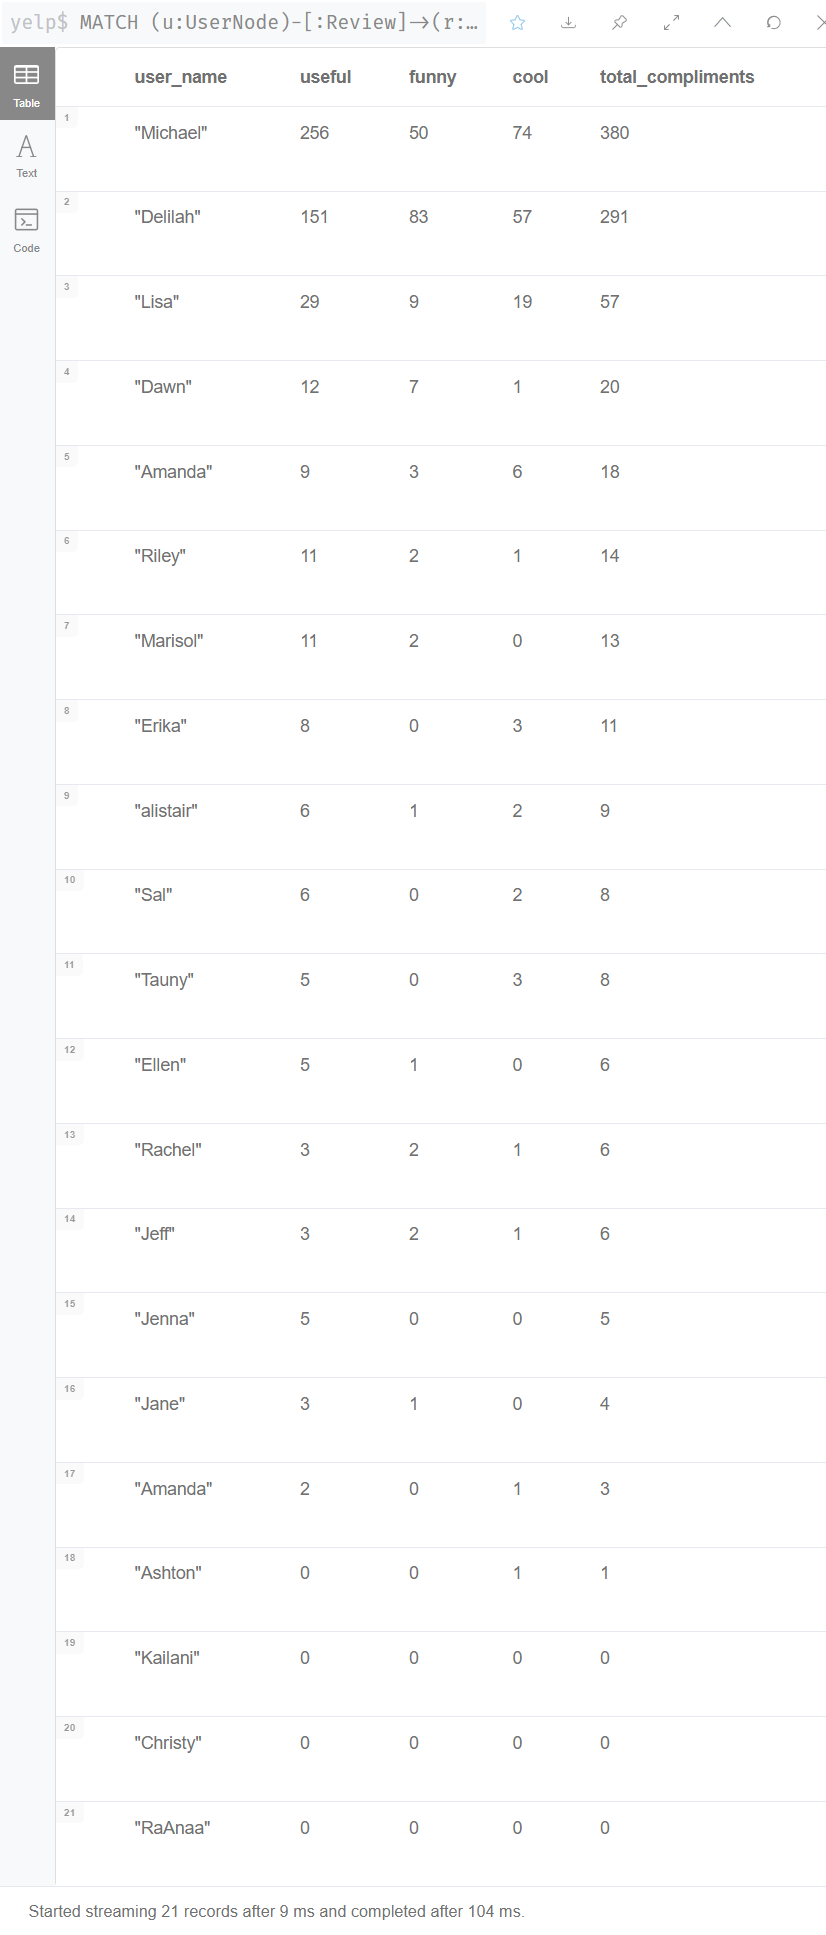 yelp$ MATCH (u:UserNode)-[:Review]→(r:…
Table
Text
Code
user_name useful funny cool total_compliments
1 "Michael" 256 50 74 380
2 "Delilah" 151 83 57 291
3 "Lisa" 29 9 19 57
4 "Dawn" 12 7 1 20
5 "Amanda" 9 3 6 18
6 "Riley" 11 2 1 14
7 "Marisol" 11 2 0 13
8 "Erika" 8 0 3 11
9 "alistair" 6 1 2 9
10 "Sal" 6 0 2 8
11 "Tauny" 5 0 3 8
12 "Ellen" 5 1 0 6
13 "Rachel" 3 2 1 6
14 "Jeff" 3 2 1 6
15 "Jenna" 5 0 0 5
16 "Jane" 3 1 0 4
17 "Amanda" 2 0 1 3
18 "Ashton" 0 0 1 1
19 "Kailani" 0 0 0 0
20 "Christy" 0 0 0 0
21 "RaAnaa" 0 0 0 0
Started streaming 21 records after 9 ms and completed after 104 ms.